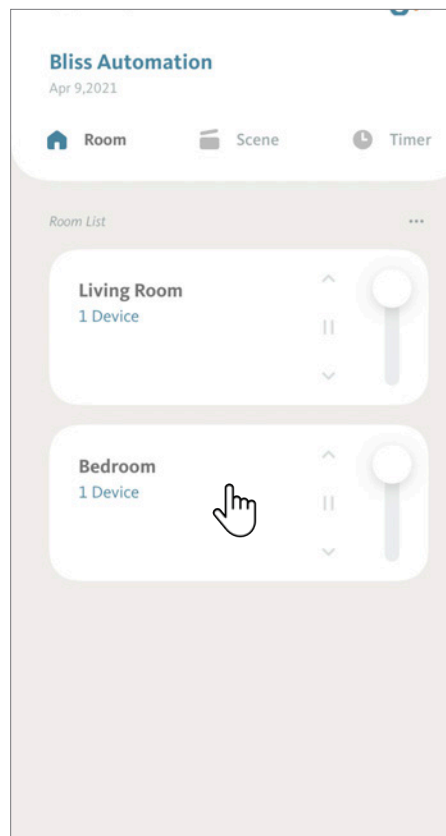 Bliss Automation
Apr 9,2021
Room Scene Timer
Room List
Living Room
1 Device
Bedroom
1 Device